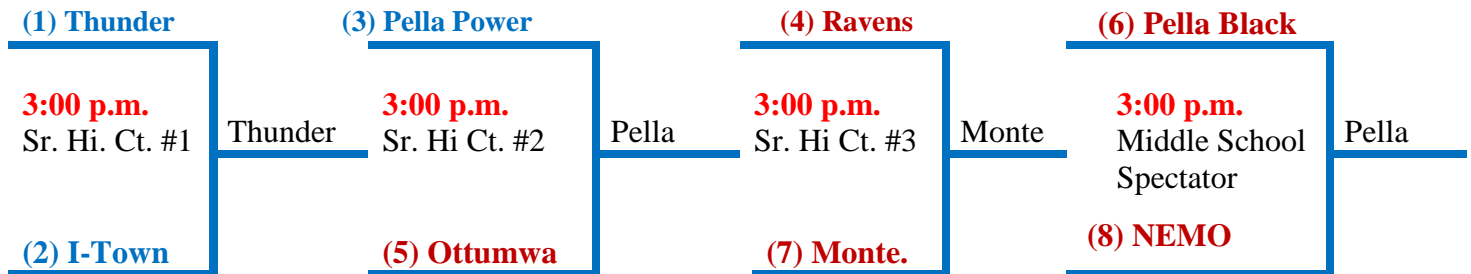 (1) Thunder
3:00 p.m.
Sr. Hi. Ct. #1
Thunder
(2) I-Town
(3) Pella Power
3:00 p.m.
Sr. Hi Ct. #2
Pella
(5) Ottumwa
(4) Ravens
3:00 p.m.
Sr. Hi Ct. #3
Monte
(7) Monte.
(6) Pella Black
3:00 p.m.
Middle School
Spectator
Pella
(8) NEMO